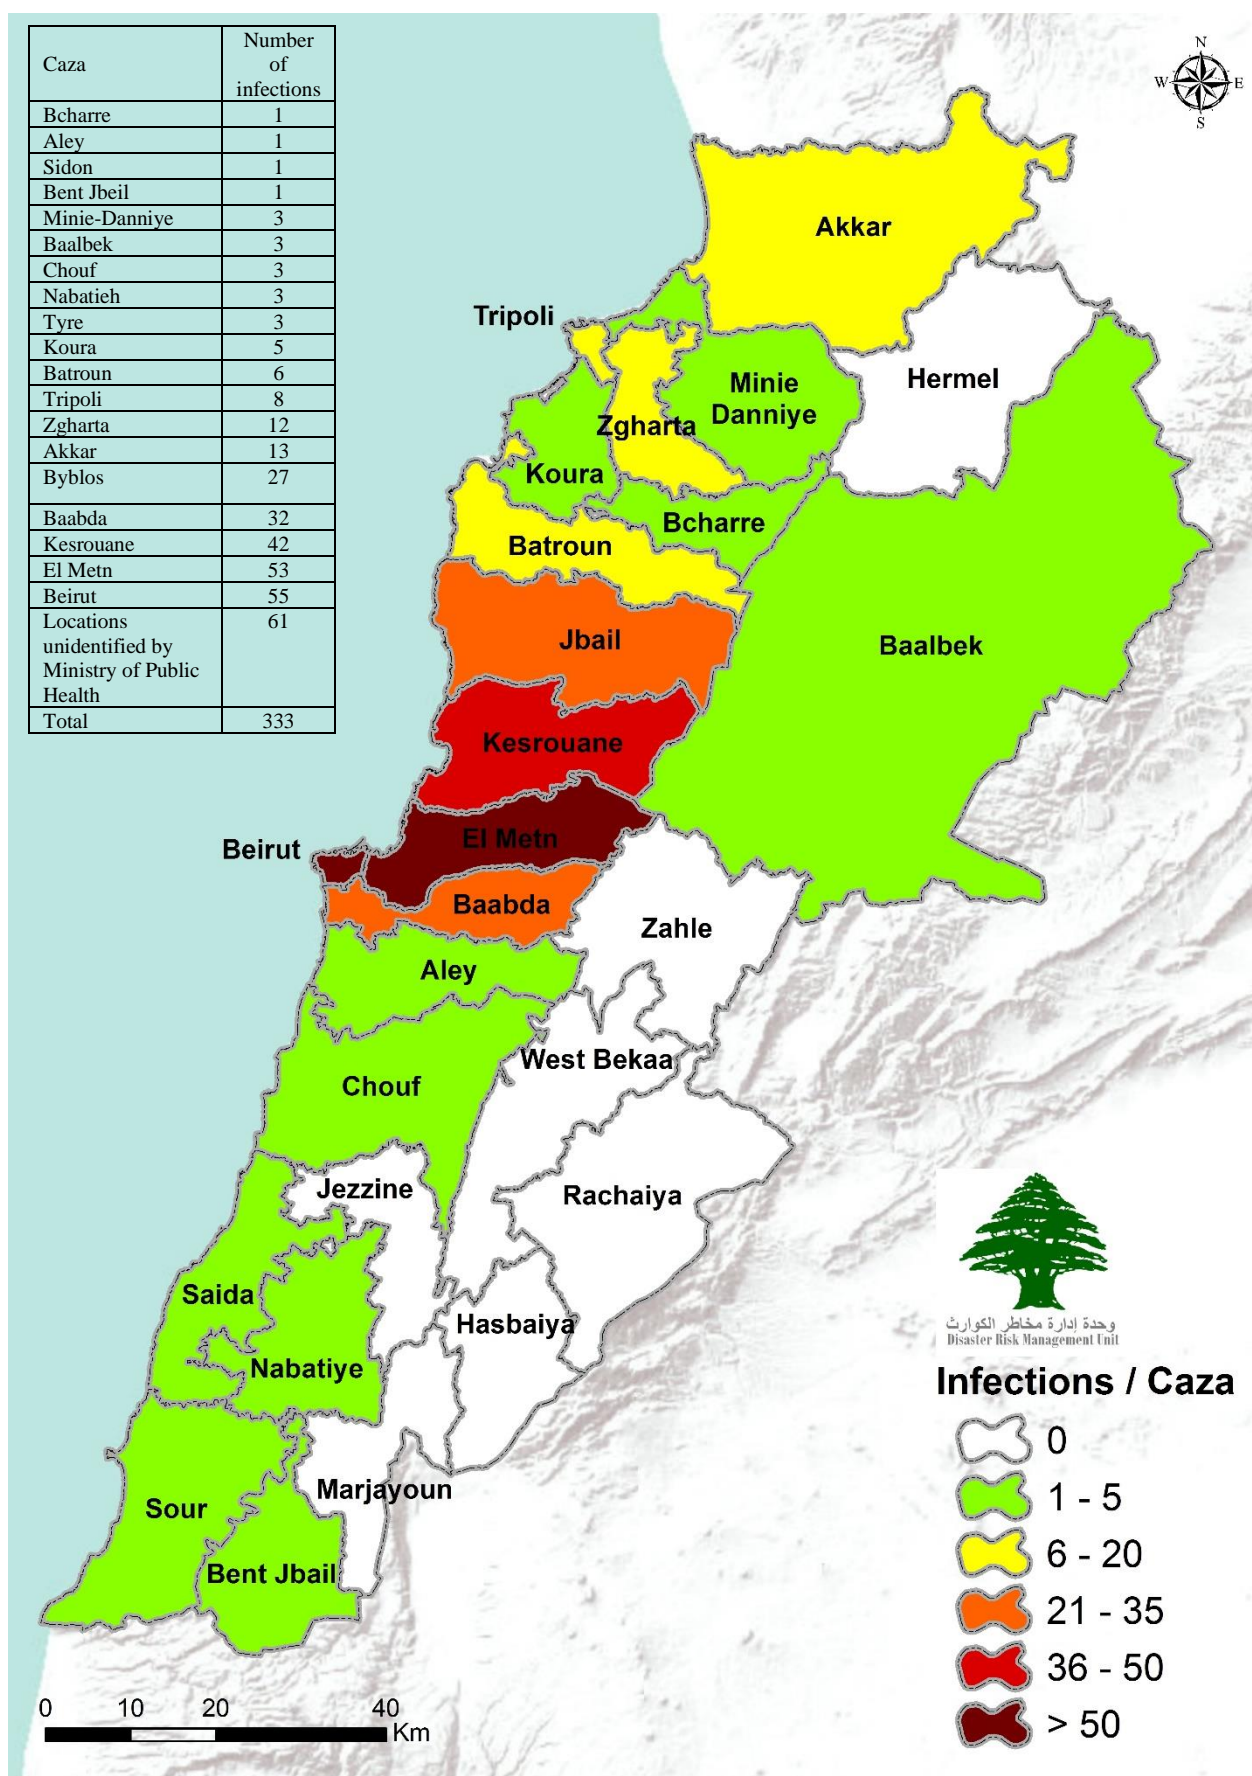 Caza Number
of
infections
Bcharre 1
Aley 1
Sidon 1
Bent Jbeil 1
Minie-Danniye 3
Baalbek 3
Chouf 3
Nabatieh 3
Tyre 3
Koura 5
Batroun 6
Tripoli 8
Zgharta 12
Akkar 13
Byblos 27
Baabda 32
Kesrouane 42
El Metn 53
Beirut 55
Locations 61
unidentified by
Ministry of Public
Health
Total 333
N
W E
S
Akkar
Tripoli
Hermel
Minie
Danniye
Zgharta
Koura
Bcharre
Batroun
Jbail
Baalbek
Kesrouane
El Metn
Beirut
Baabda
Zahle
Aley
West Bekaa
Chouf
Jezzine
Rachaiya
Saida
Hasbaiya
Nabatiye
Marjayoun
Sour
Bent Jbail
وحدة إدارة مخاطر الكوارث
Disaster Risk Management Unit
Infections / Caza
0
1 - 5
6 - 20
21 - 35
36 - 50
> 50
0 10 20 40
Km